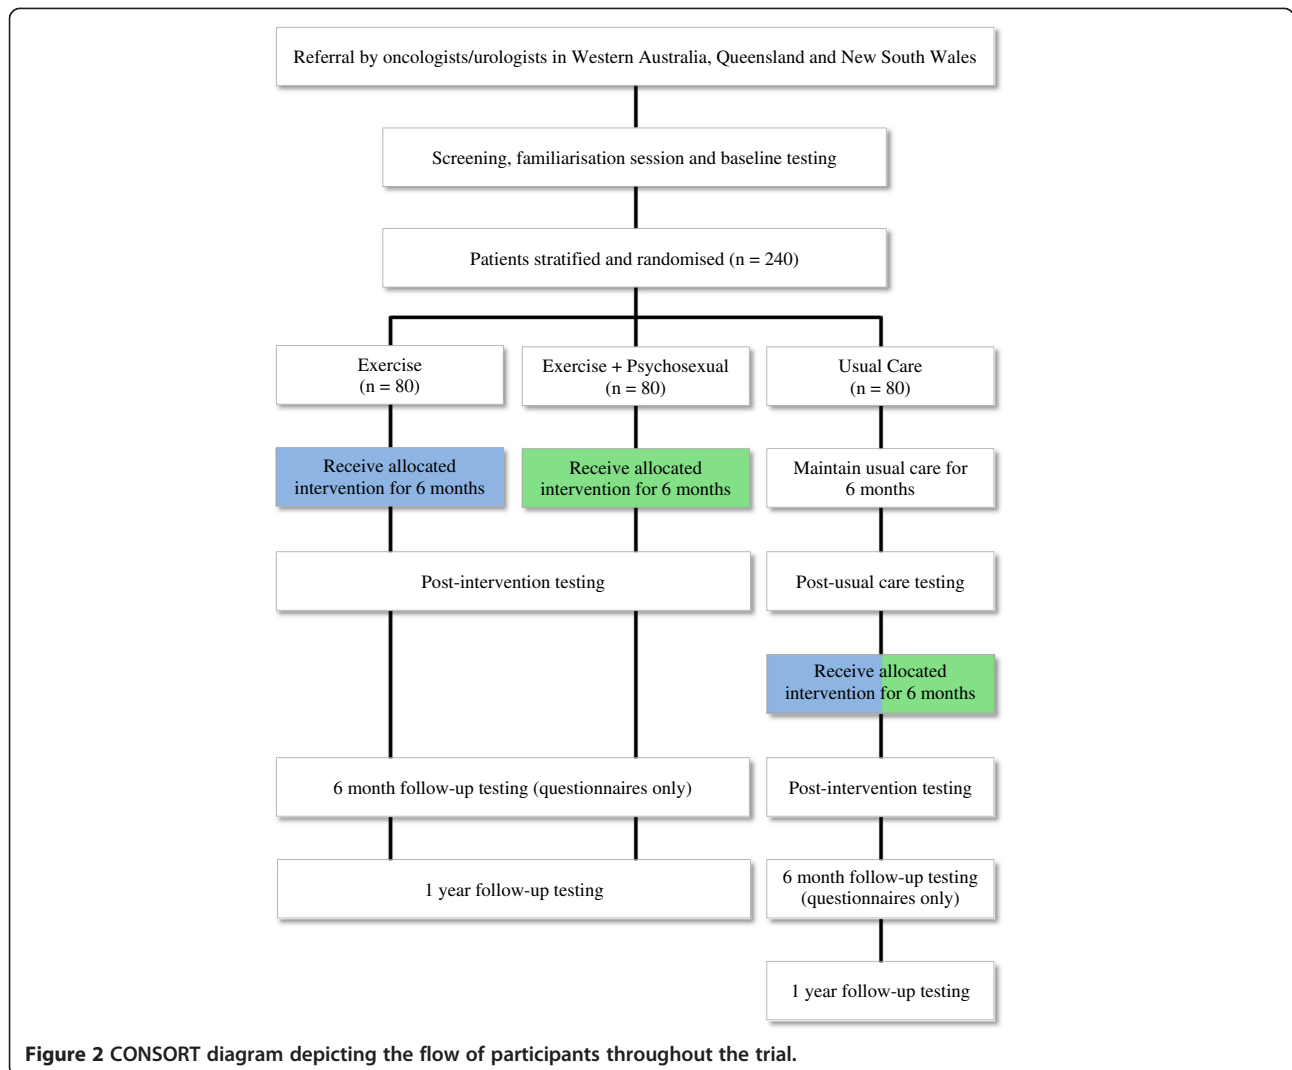 Referral by oncologists/urologists in Western Australia, Queensland and New South Wales
Screening, familiarisation session and baseline testing
Patients stratified and randomised (n = 240)
Exercise
(n = 80)
Exercise + Psychosexual
(n = 80)
Usual Care
(n = 80)
Receive allocated
intervention for 6 months
Receive allocated
intervention for 6 months
Maintain usual care for
6 months
Post-intervention testing
Post-usual care testing
Receive allocated
intervention for 6 months
6 month follow-up testing (questionnaires only)
Post-intervention testing
1 year follow-up testing
6 month follow-up testing
(questionnaires only)
1 year follow-up testing
Figure 2 CONSORT diagram depicting the flow of participants throughout the trial.